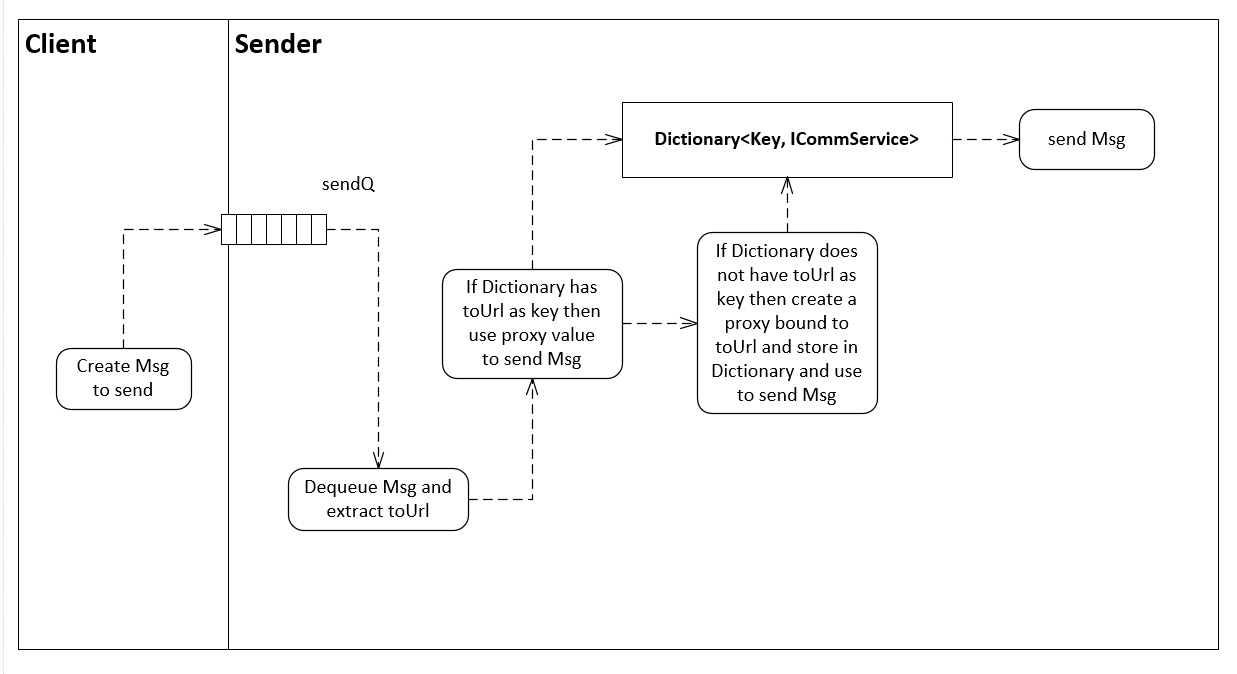 Client
Sender
Dictionary<Key, ICommService>
send Msg
sendQ
If Dictionary has
toUrl as key then
use proxy value
to send Msg
If Dictionary does
not have toUrl as
key then create a
proxy bound to
toUrl and store in
Dictionary and use
to send Msg
Create Msg
to send
Dequeue Msg and
extract toUrl